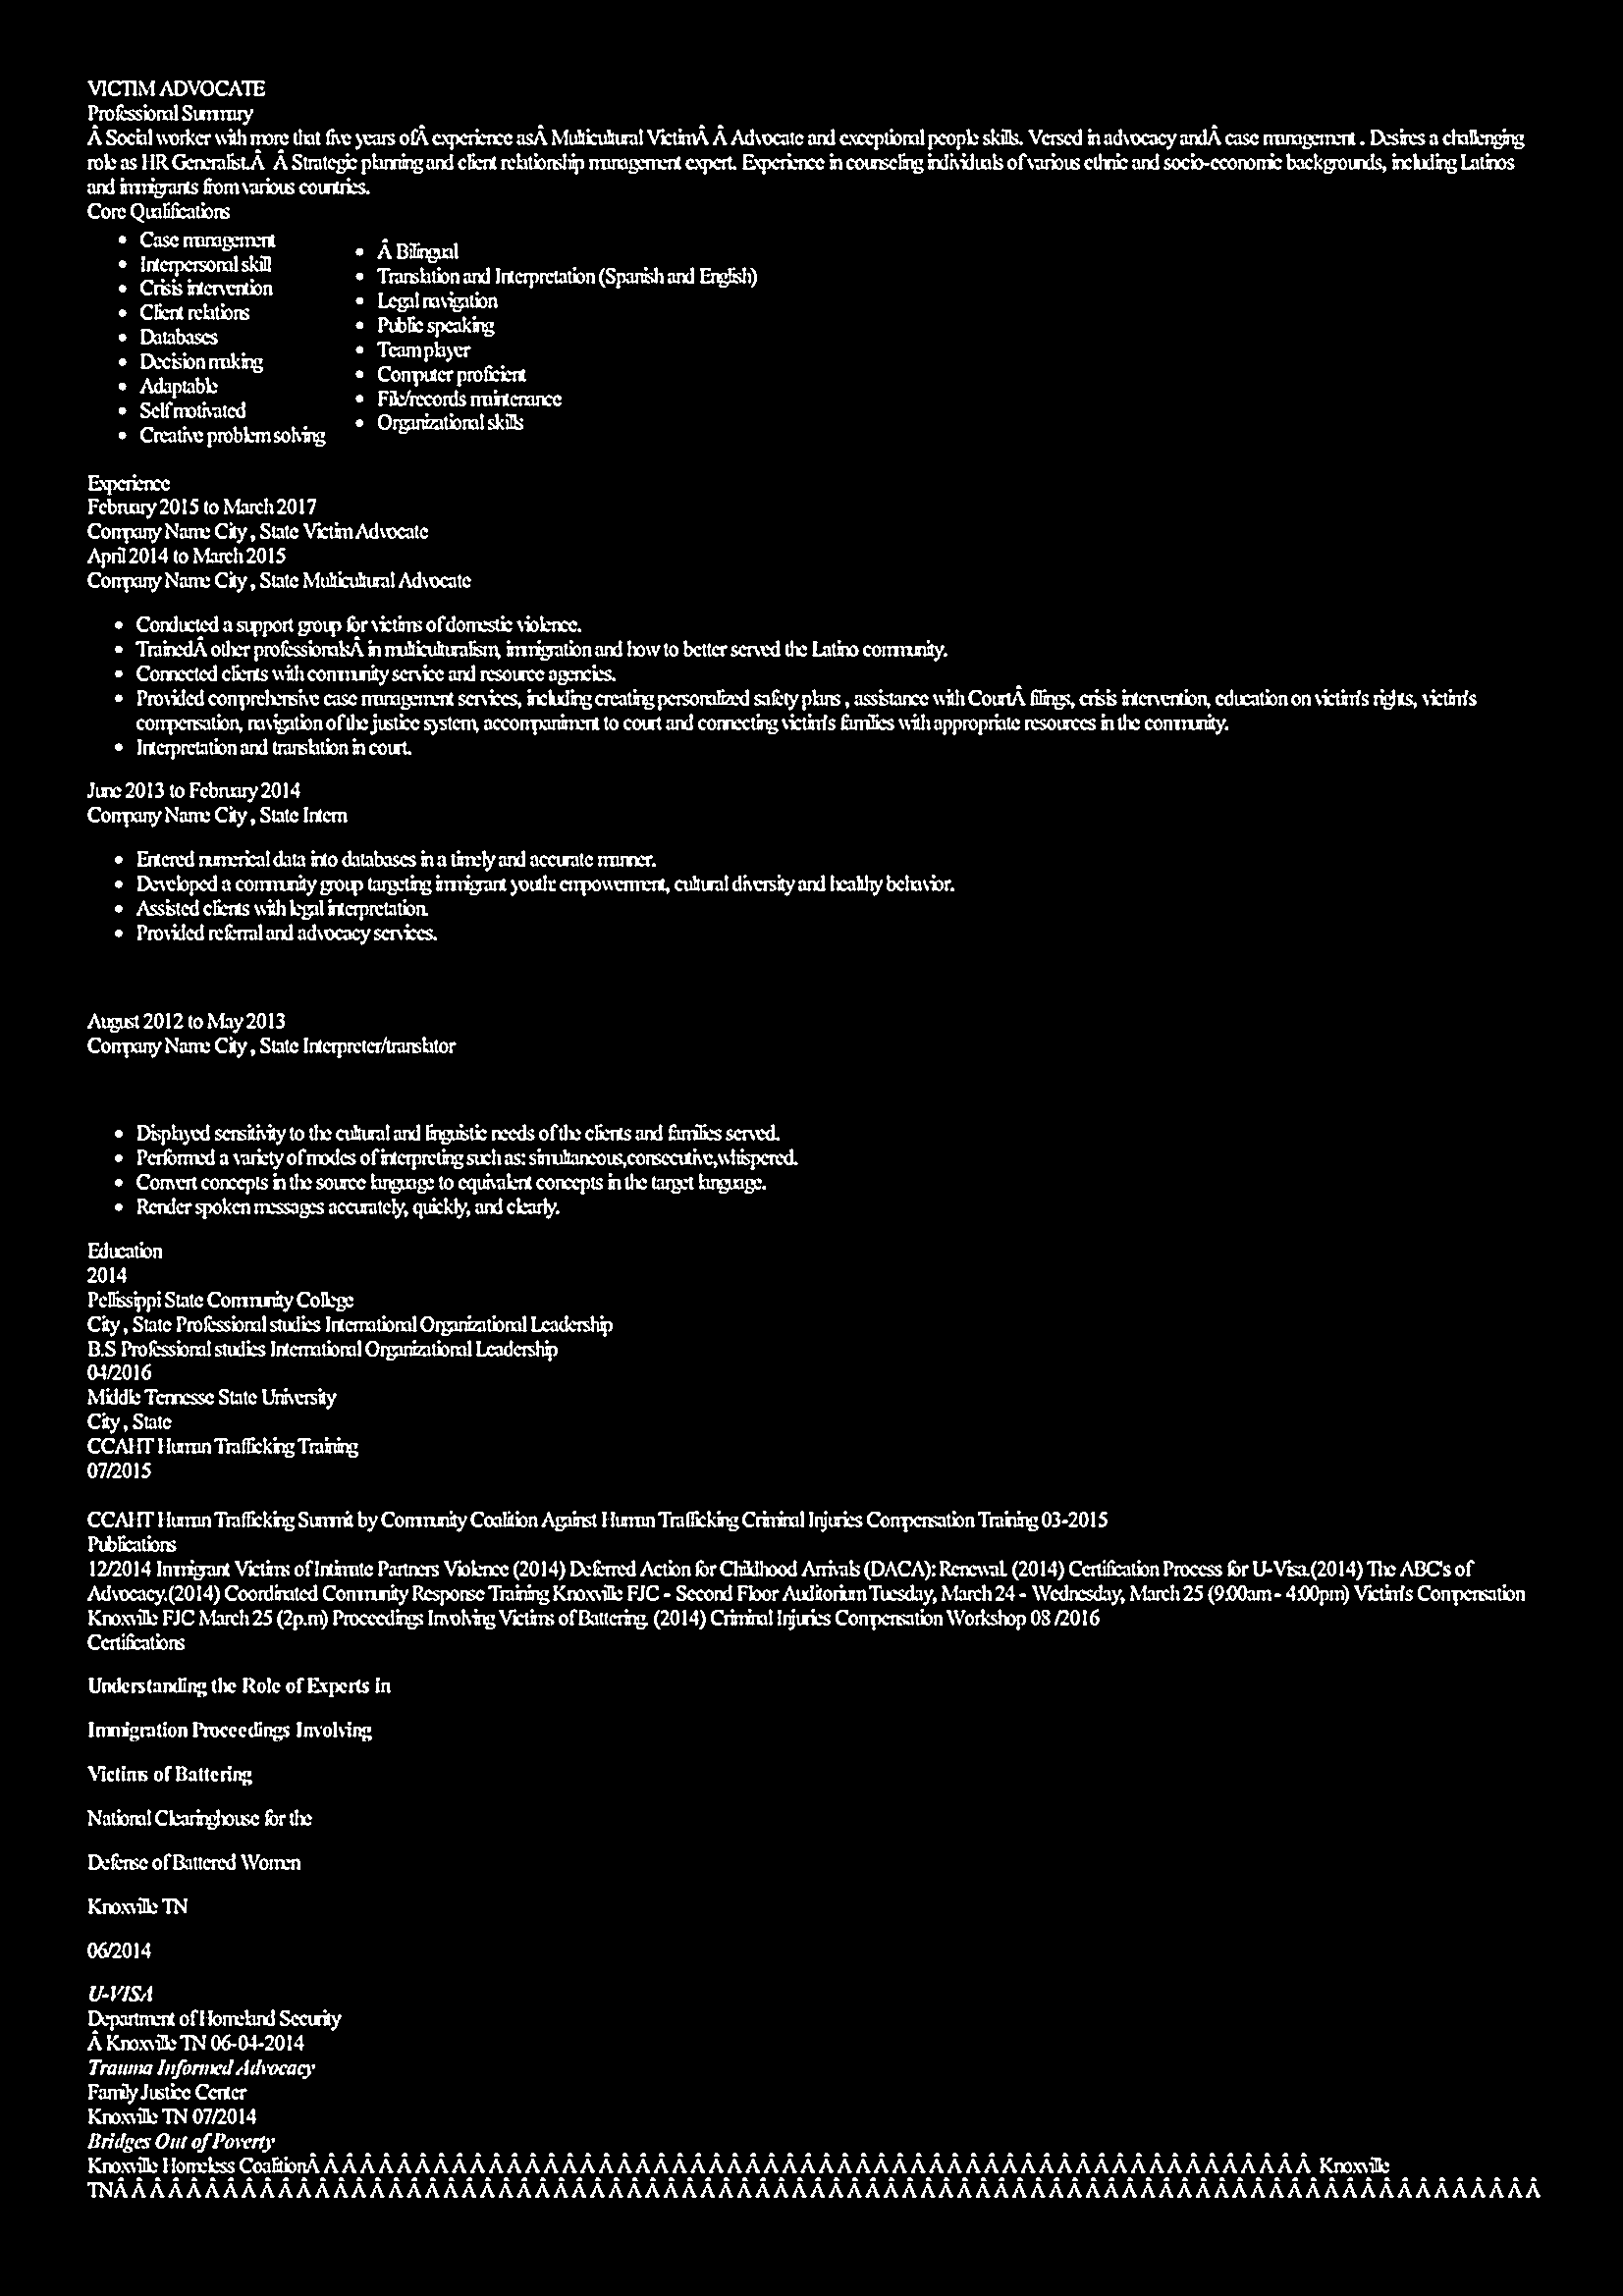 VICTIM ADVOCATE
Professional Summary
Â Social worker with more that five years ofÂ experience asÂ Multicultural VictimÂ Â Advocate and exceptional people skills. Versed in advocacy andÂ case management . Desires a challenging
role as HR Generalist.Â  Â Strategic planning and client relationship management expert. Experience in counseling individuals of various ethnic and socio-economic backgrounds, including Latinos
and immigrants from various countries.
Core Qualifications
Case management
Interpersonal skill
Crisis intervention
Client relations
Databases
Decision making
Adaptable
Self motivated
Creative problem solving
Â Bilingual
Translation and Interpretation (Spanish and English)
Legal navigation
Public speaking
Team player
Computer proficient
File/records maintenance
Organizational skills
Experience
February 2015 to March 2017
Company Name City , State Victim Advocate
April 2014 to March 2015
Company Name City , State Multicultural Advocate
Conducted a support group for victims of domestic violence.
TrainedÂ other professionalsÂ in multiculturalism, immigration and how to better served the Latino community.
Connected clients with community service and resource agencies.
Provided comprehensive case management services, including creating personalized safety plans , assistance with CourtÂ filings, crisis intervention, education on victim's rights, victim's
compensation, navigation of the justice system, accompaniment to court and connecting victim's families with appropriate resources in the community.
Interpretation and translation in court.
June 2013 to February 2014
Company Name City , State Intern
Entered numerical data into databases in a timely and accurate manner.
Developed a community group targeting immigrant youth: empowerment, cultural diversity and healthy behavior.
Assisted clients with legal interpretation.
Provided referral and advocacy services.
August 2012 to May 2013
Company Name City , State Interpreter/translator
Displayed sensitivity to the cultural and linguistic needs of the clients and families served.
Performed a variety of modes of interpreting such as: simultaneous,consecutive,whispered.
Convert concepts in the source language to equivalent concepts in the target language.
Render spoken messages accurately, quickly, and clearly.
Education
2014
Pellissippi State Community College
City , State Professional studies International Organizational Leadership
B.S Professional studies International Organizational Leadership
04/2016
Middle Tennesse State University
City , State
CCAHT Human Trafficking Training
07/2015
CCAHT Human Trafficking Summit by Community Coalition Against Human Trafficking Criminal Injuries Compensation Training 03-2015
Publications
12/2014 Immigrant Victims of Intimate Partners Violence (2014) Deferred Action for Childhood Arrivals (DACA): Renewal. (2014) Certification Process for U-Visa.(2014) The ABC's of
Advocacy.(2014) Coordinated Community Response Training Knoxville FJC - Second Floor Auditorium Tuesday, March 24 - Wednesday, March 25 (9:00am - 4:00pm) Victim's Compensation
Knoxville FJC March 25 (2p.m) Proceedings Involving Victims of Battering. (2014) Criminal Injuries Compensation Workshop 08 /2016
Certifications
Understanding the Role of Experts in
Immigration Proceedings Involving
Victims of Battering
National Clearinghouse for the
Defense of Battered Women
Knoxville TN
06/2014
U-VISA
Department of Homeland Security
Â Knoxville TN 06-04-2014
Trauma Informed Advocacy
Family Justice Center
Knoxville TN 07/2014
Bridges Out of Poverty
Knoxville Homeless CoalitionÂ Â Â Â Â Â Â Â Â Â Â Â Â Â Â Â Â Â Â Â Â Â Â Â Â Â Â Â Â Â Â Â Â Â Â Â Â Â Â Â Â Â Â Â Â Â Â Â Â Â Â Â Â Â Â Knoxville
TNÂ Â Â Â Â Â Â Â Â Â Â Â Â Â Â Â Â Â Â Â Â Â Â Â Â Â Â Â Â Â Â Â Â Â Â Â Â Â Â Â Â Â Â Â Â Â Â Â Â Â Â Â Â Â Â Â Â Â Â Â Â Â Â Â Â Â Â Â Â Â Â Â Â Â Â Â Â Â